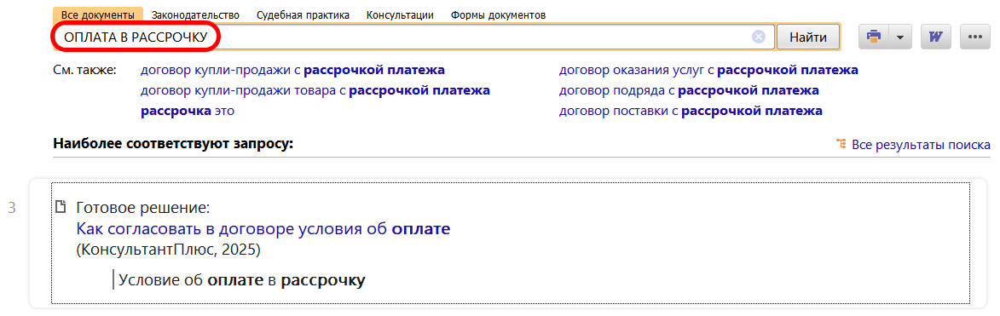 Все документы Законодательство Судебная практика Консультации Формы документов
ОПЛАТА В РАССРОЧКУ Найти W
См. также: договор купли-продажи с рассрочкой платежа договор оказания услуг с рассрочкой платежа
договор купли-продажи товара с рассрочкой платежа договор подряда с рассрочкой платежа
рассрочка это договор поставки с рассрочкой платежа
Наиболее соответствуют запросу: Все результаты поиска
3 Готовое решение:
Как согласовать в договоре условия об оплате
(КонсультантПлюс, 2025)
Условие об оплате в рассрочку